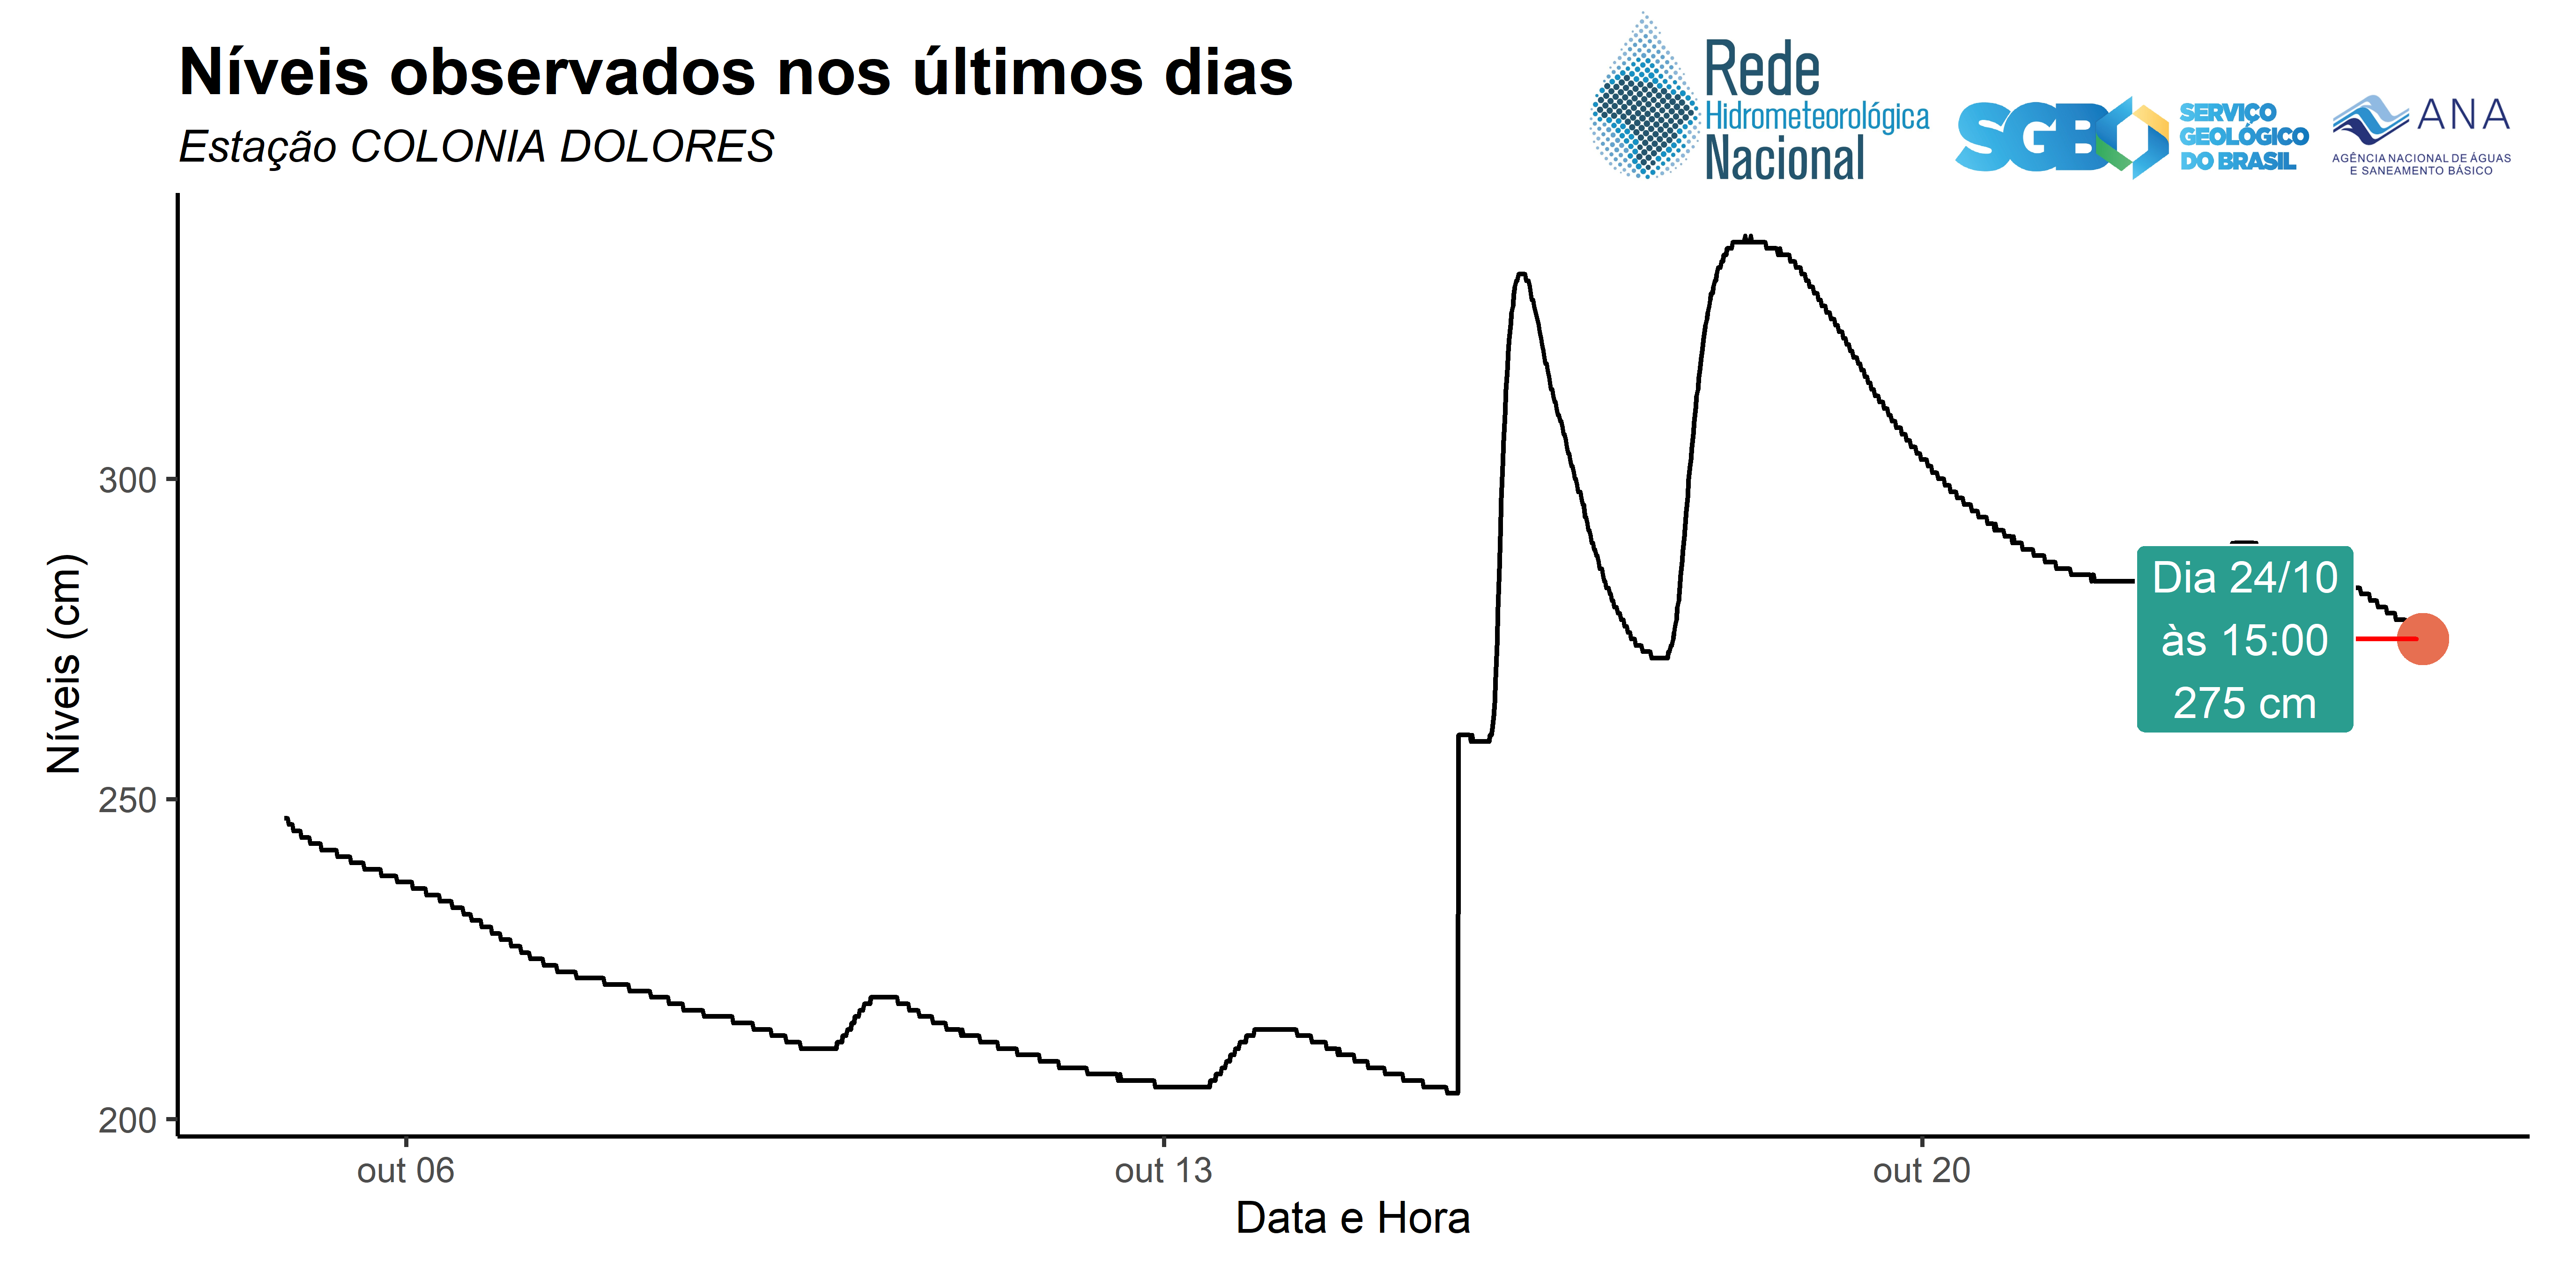 Níveis observados nos últimos dias
Estação COLONIA DOLORES
Rede
Hidrometeorológica
Nacional
SGB
SERVIÇO
GEOLÓGICO
DO BRASIL
ANA
AGÊNCIA NACIONAL DE ÁGUAS
E SANEAMENTO BÁSICO
Níveis (cm)
300
250
200
Dia 24/10
às 15:00
275 cm
out 06
out 13
out 20
Data e Hora